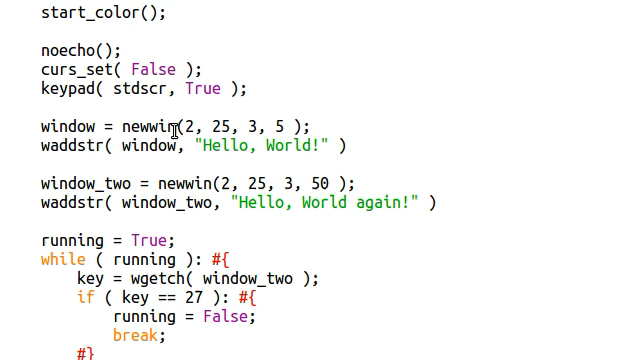 start_color();
noecho();
curs_set( False );
keypad( stdscr, True );
window = newwin(2, 25, 3, 5 );
waddstr( window, "Hello, World!" )
window_two = newwin(2, 25, 3, 50 );
waddstr( window_two, "Hello, World again!" )
running = True;
while ( running ): #{
key = wgetch( window_two );
if ( key == 27 ): #{
running = False;
break;
#}